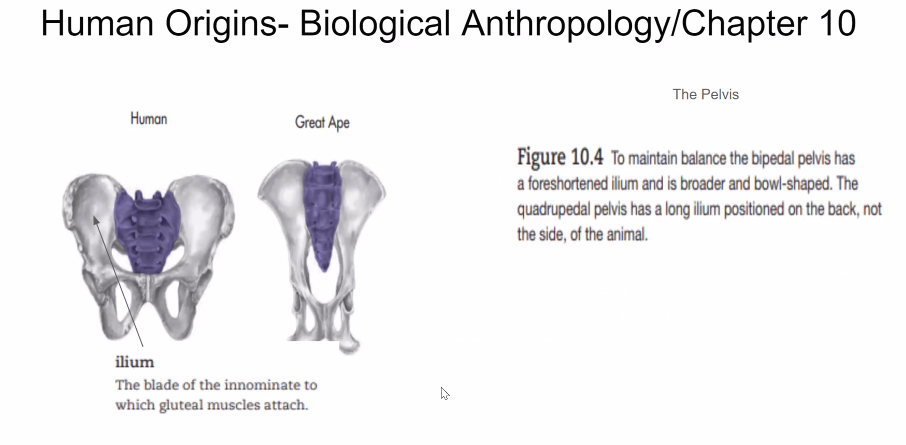 Human Origins- Biological Anthropology/Chapter 10
The Pelvis
Human
Great Ape
Figure 10.4 To maintain balance the bipedal pelvis has
a foreshortened ilium and is broader and bowl-shaped. The
quadrupedal pelvis has a long ilium positioned on the back, not
the side, of the animal.
ilium
The blade of the innominate to
which gluteal muscles attach.